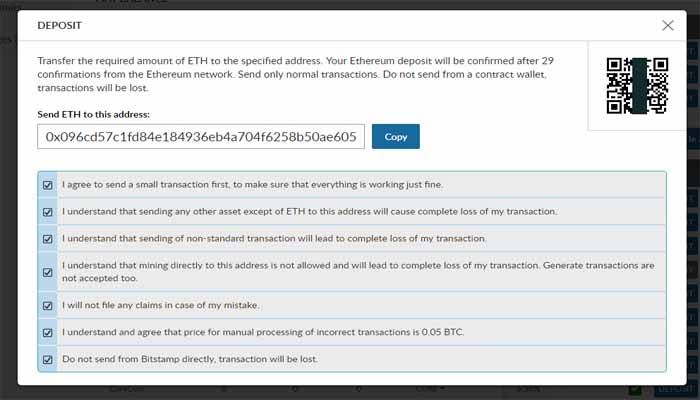 DEPOSIT
Transfer the required amount of ETH to the specified address. Your Ethereum deposit will be confirmed after 29
confirmations from the Ethereum network. Send only normal transactions. Do not send from a contract wallet,
transactions will be lost.
Send ETH to this address:
0x096cd57c1fd84e184936eb4a704f6258b50ae605
Copy
I agree to send a small transaction first, to make sure that everything is working just fine.
I understand that sending any other asset except of ETH to this address will cause complete loss of my transaction.
I understand that sending of non-standard transaction will lead to complete loss of my transaction.
I understand that mining directly to this address is not allowed and will lead to complete loss of my transaction. Generate transactions are
not accepted too.
I will not file any claims in case of my mistake.
I understand and agree that price for manual processing of incorrect transactions is 0.05 BTC.
Do not send from Bitstamp directly, transaction will be lost.
DEPOSIT